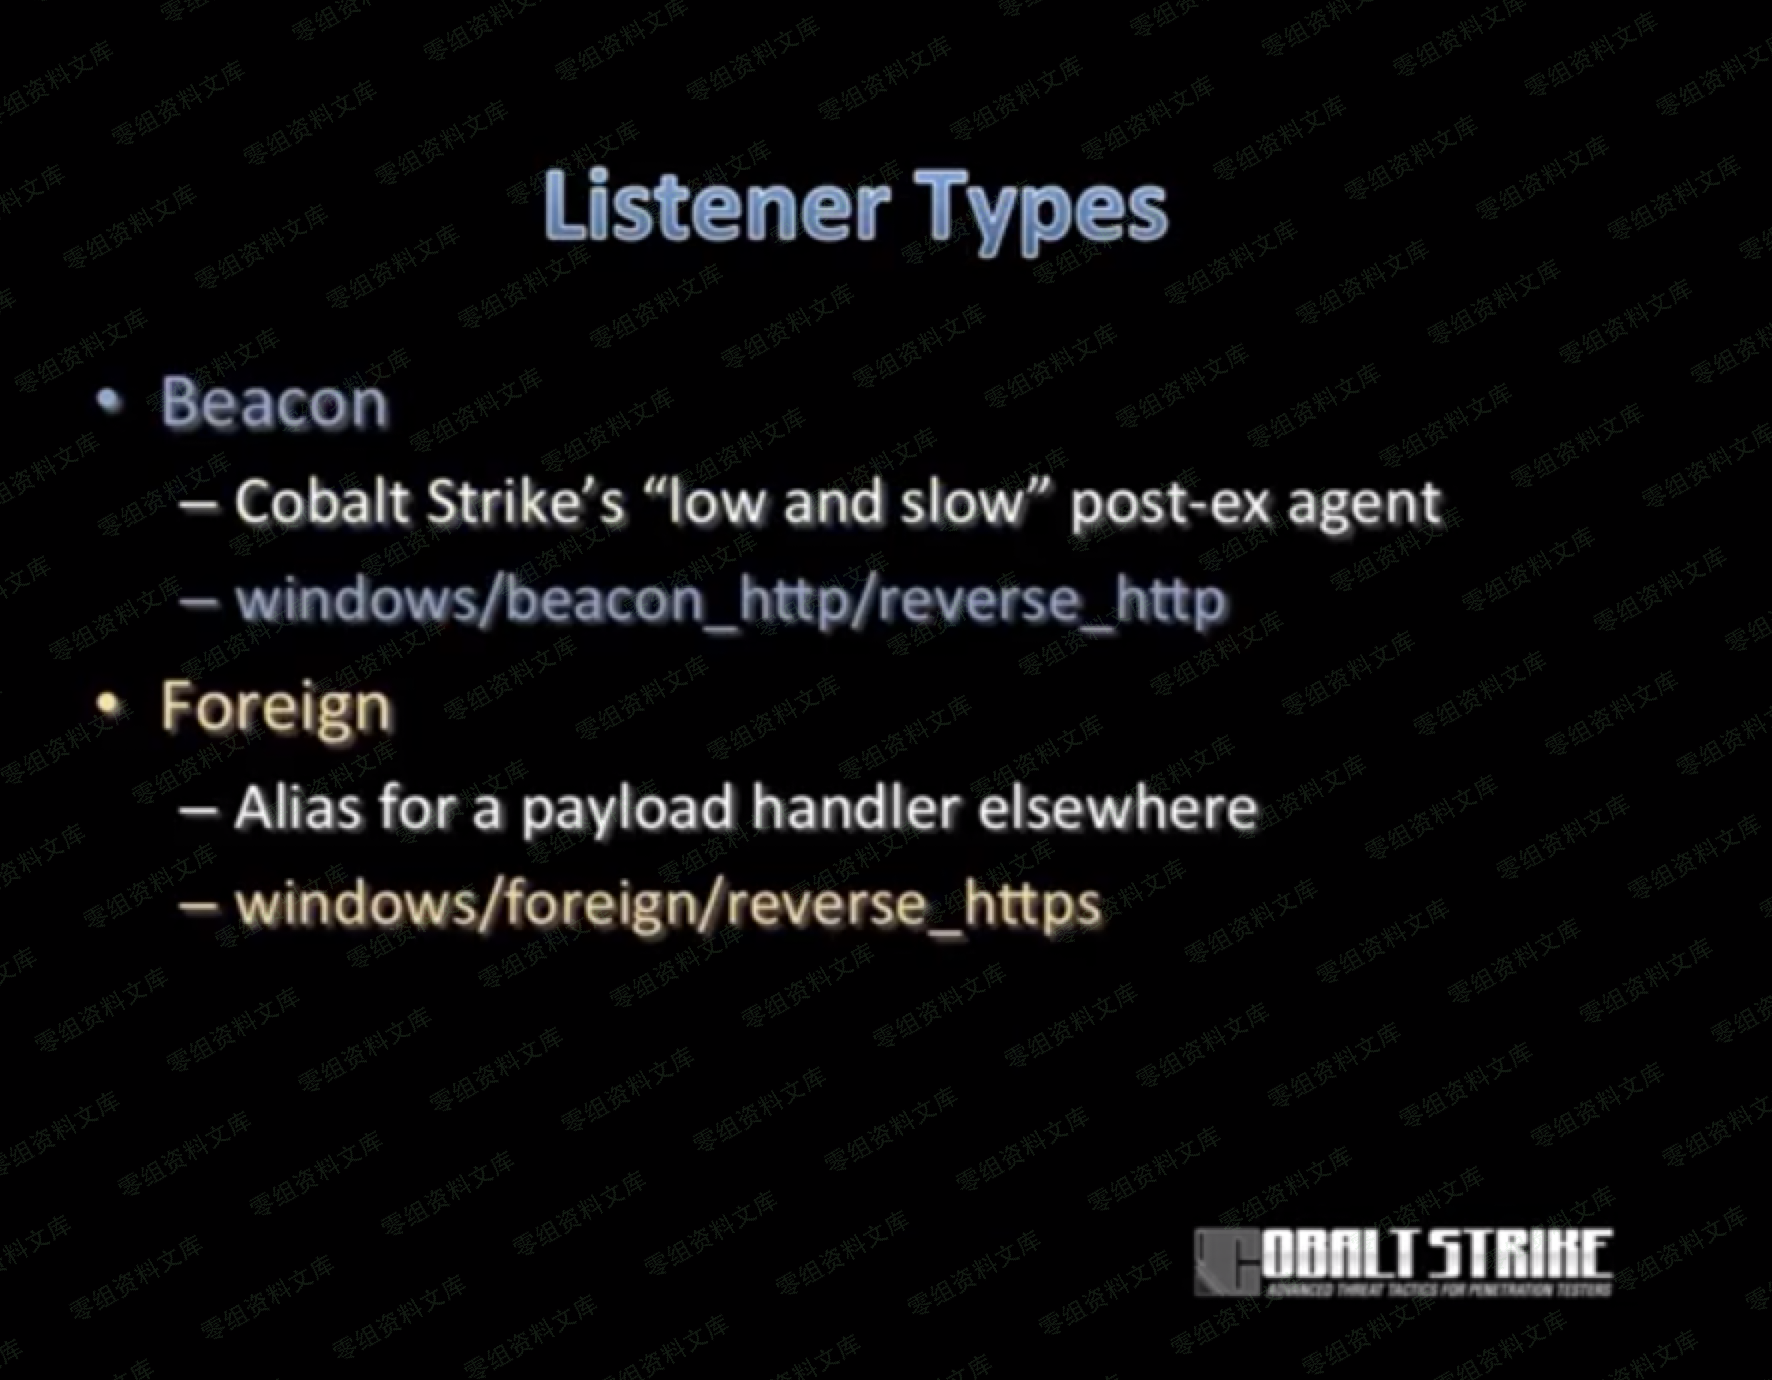 Listener Types
• Beacon
– Cobalt Strike’s “low and slow” post-ex agent
– windows/beacon_http/reverse_http
• Foreign
– Alias for a payload handler elsewhere
– windows/foreign/reverse_https
COBALT STRIKE
ADVANCED THREAT TACTICS FOR PENETRATION TESTERS
零组资料文库